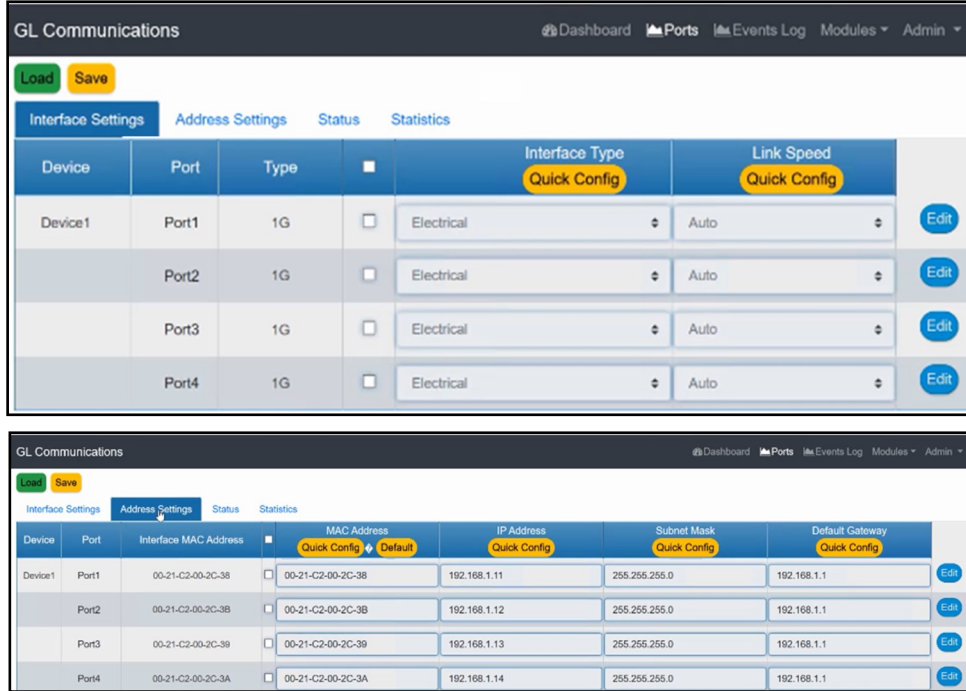 GL Communications Dashboard Ports Events Log Modules Admin
Load Save
Interface Settings Address Settings Status Statistics
Device Port Type Interface Type Link Speed
Quick Config Quick Config
Device1 Port1 1G Electrical Auto Edit
Port2 1G Electrical Auto Edit
Port3 1G Electrical Auto Edit
Port4 1G Electrical Auto Edit
GL Communications Dashboard Ports Events Log Modules Admin
Load Save
Interface Settings Address Settings Status Statistics
Device Port Interface MAC Address MAC Address IP Address Subnet Mask Default Gateway
Quick Config � Default Quick Config Quick Config Quick Config
Device1 Port1 00-21-C2-00-2C-38 00-21-C2-00-2C-38 192.168.1.11 255.255.255.0 192.168.1.1 Edit
Port2 00-21-C2-00-2C-3B 00-21-C2-00-2C-3B 192.168.1.12 255.255.255.0 192.168.1.1 Edit
Port3 00-21-C2-00-2C-39 00-21-C2-00-2C-39 192.168.1.13 255.255.255.0 192.168.1.1 Edit
Port4 00-21-C2-00-2C-3A 00-21-C2-00-2C-3A 192.168.1.14 255.255.255.0 192.168.1.1 Edit